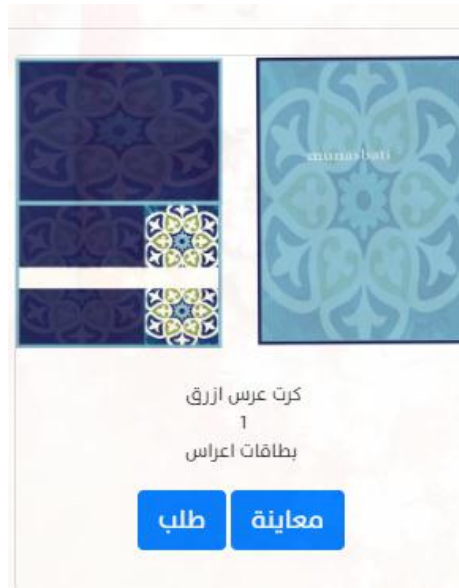 munasbati
كرت عرس ازرق
1
بطاقات اعراس
معاينة
طلب